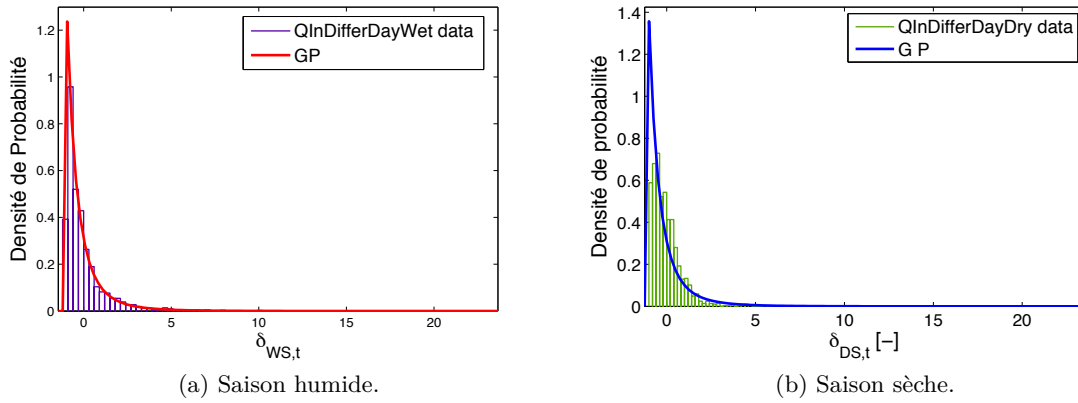 QInDifferDayWet data
GP
Densité de Probabilité
1.2
1
0.8
0.6
0.4
0.2
0
0
5
10
15
20
δWS,t
(a) Saison humide.
QInDifferDayDry data
G P
Densité de probabilité
1.4
1.2
1
0.8
0.6
0.4
0.2
0
0
5
10
15
20
δDS,t [–]
(b) Saison sèche.